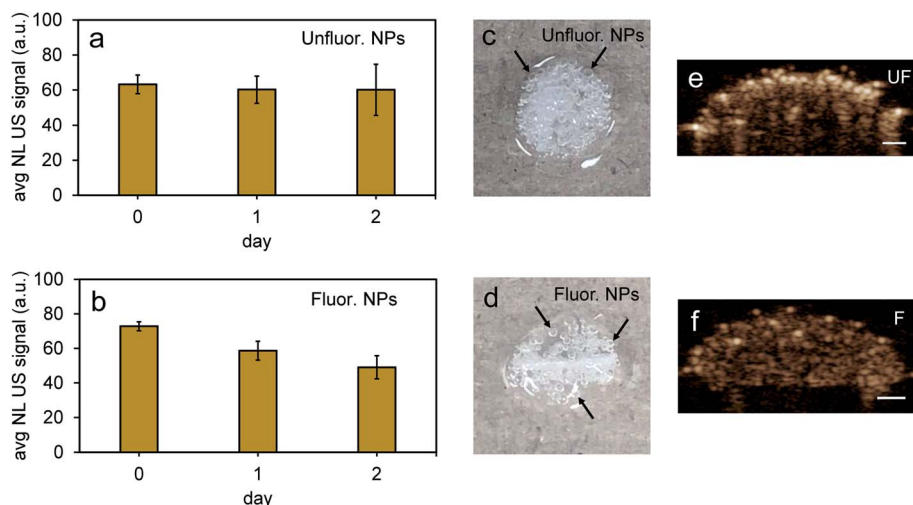 a
Unfluor. NPs
avg NL US signal (a.u.)
100
80
60
40
20
0
0 1 2
day
c
Unfluor. NPs
e
UF
b
Fluor. NPs
avg NL US signal (a.u.)
100
80
60
40
20
0
0 1 2
day
d
Fluor. NPs
f
F